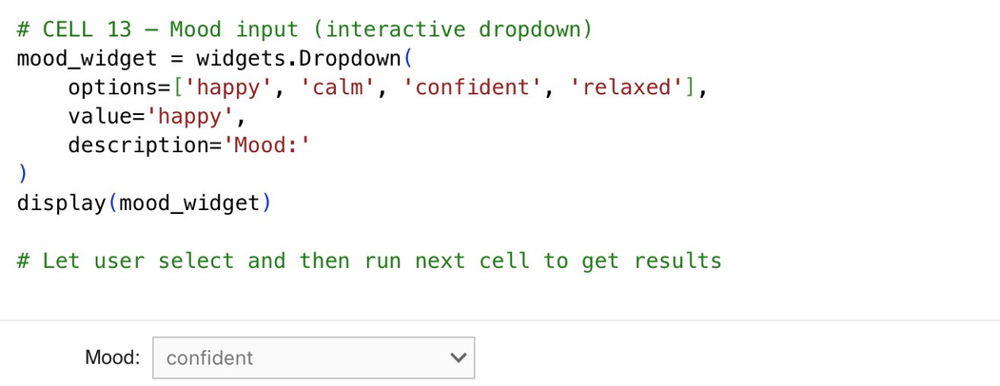 # CELL 13 – Mood input (interactive dropdown)
mood_widget = widgets.Dropdown(
    options=['happy', 'calm', 'confident', 'relaxed'],
    value='happy',
    description='Mood:'
)
display(mood_widget)
# Let user select and then run next cell to get results
Mood: confident